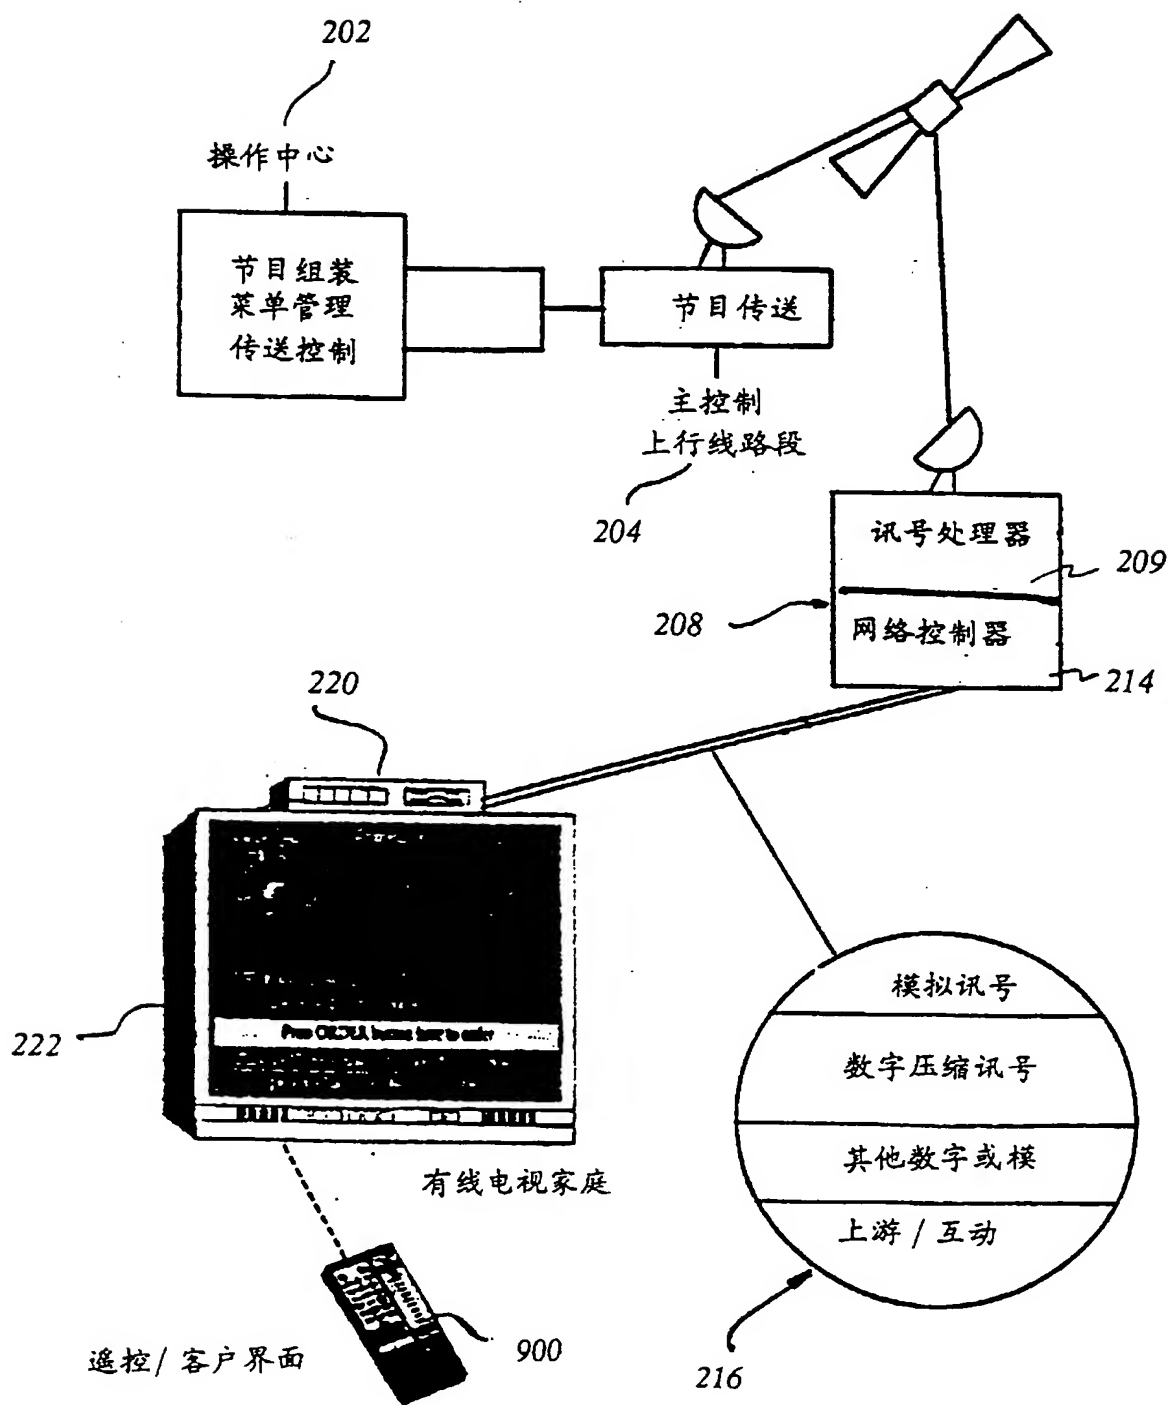 202
操作中心
节目组装
菜单管理
传送控制
节目传送
主控制
上行线路段
204
讯号处理器
209
208
网络控制器
214
220
222
模拟讯号
数字压缩讯号
其他数字或模
上游/互动
216
有线电视家庭
900
遥控/客户界面